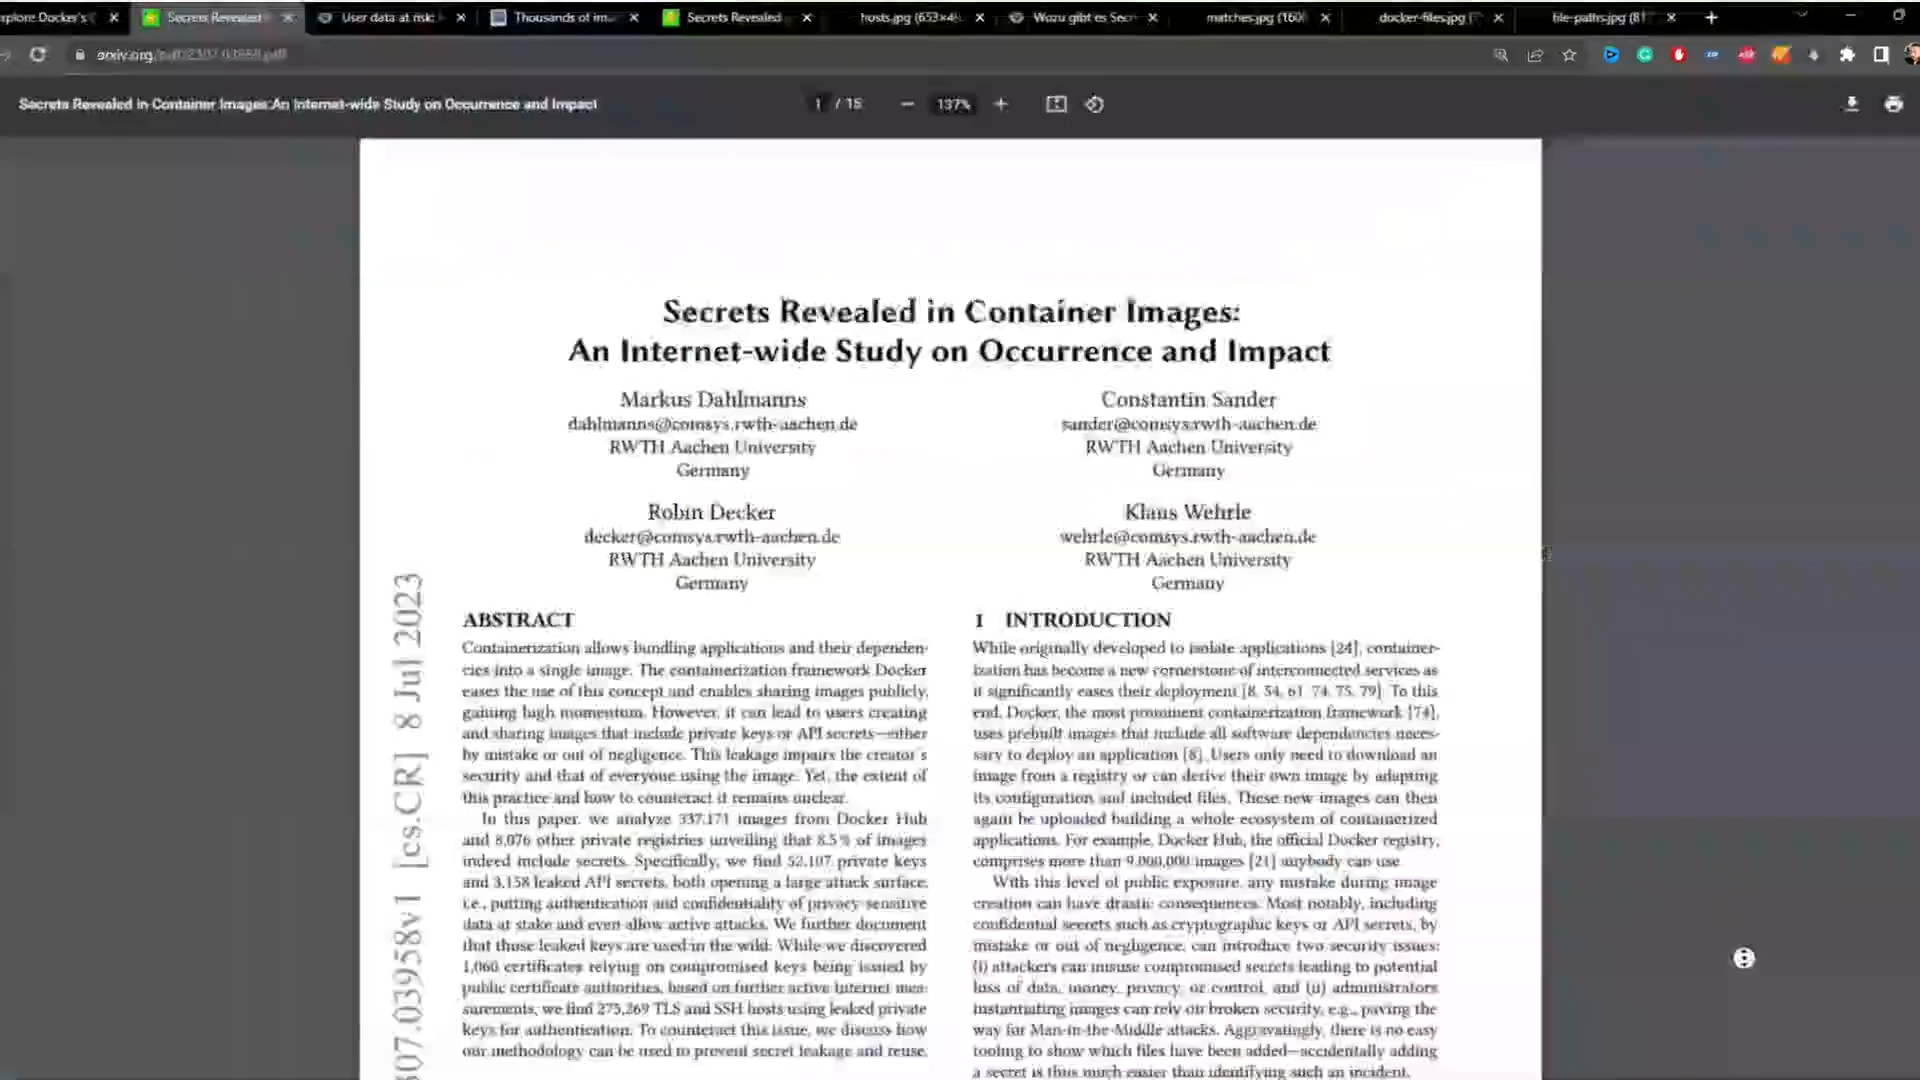 xplore Docker's
Secrets Revealed
User data at risk:
Thousands of im
Secrets Revealed
hosts.jpg (653×4
Wozu gibt es Secr
matches.jpg (160
docker-files.jpg (
file-paths.jpg (81
arxiv.org/pdf/2307.03958.pdf
Secrets Revealed in Container Images:An Internet-wide Study on Occurrence and Impact
1 / 15
137%
Secrets Revealed in Container Images:
An Internet-wide Study on Occurrence and Impact
Markus Dahlmanns
dahlmanns@comsys.rwth-aachen.de
RWTH Aachen University
Germany
Constantin Sander
sander@comsys.rwth-aachen.de
RWTH Aachen University
Germany
Robin Decker
decker@comsys.rwth-aachen.de
RWTH Aachen University
Germany
Klaus Wehrle
wehrle@comsys.rwth-aachen.de
RWTH Aachen University
Germany
307.03958v1 [cs.CR] 8 Jul 2023
ABSTRACT
Containerization allows bundling applications and their dependen-
cies into a single image. The containerization framework Docker
eases the use of this concept and enables sharing images publicly,
gaining high momentum. However, it can lead to users creating
and sharing images that include private keys or API secrets—either
by mistake or out of negligence. This leakage impairs the creator's
security and that of everyone using the image. Yet, the extent of
this practice and how to counteract it remains unclear.
In this paper, we analyze 337,171 images from Docker Hub
and 8,076 other private registries unveiling that 8.5 % of images
indeed include secrets. Specifically, we find 52,107 private keys
and 3,158 leaked API secrets, both opening a large attack surface,
i.e., putting authentication and confidentiality of privacy-sensitive
data at stake and even allow active attacks. We further document
that those leaked keys are used in the wild: While we discovered
1,060 certificates relying on compromised keys being issued by
public certificate authorities, based on further active Internet mea-
surements, we find 275,269 TLS and SSH hosts using leaked private
keys for authentication. To counteract this issue, we discuss how
our methodology can be used to prevent secret leakage and reuse.
1 INTRODUCTION
While originally developed to isolate applications [24], container-
ization has become a new cornerstone of interconnected services as
it significantly eases their deployment [8, 54, 61, 74, 75, 79]. To this
end, Docker, the most prominent containerization framework [74],
uses prebuilt images that include all software dependencies neces-
sary to deploy an application [8]. Users only need to download an
image from a registry or can derive their own image by adapting
its configuration and included files. These new images can then
again be uploaded building a whole ecosystem of containerized
applications. For example, Docker Hub, the official Docker registry,
comprises more than 9,000,000 images [21] anybody can use.
With this level of public exposure, any mistake during image
creation can have drastic consequences. Most notably, including
confidential secrets such as cryptographic keys or API secrets, by
mistake or out of negligence, can introduce two security issues:
(i) attackers can misuse compromised secrets leading to potential
loss of data, money, privacy, or control, and (ii) administrators
instantiating images can rely on broken security, e.g., paving the
way for Man-in-the-Middle attacks. Aggravatingly, there is no easy
tooling to show which files have been added—accidentally adding
a secret is thus much easier than identifying such an incident.